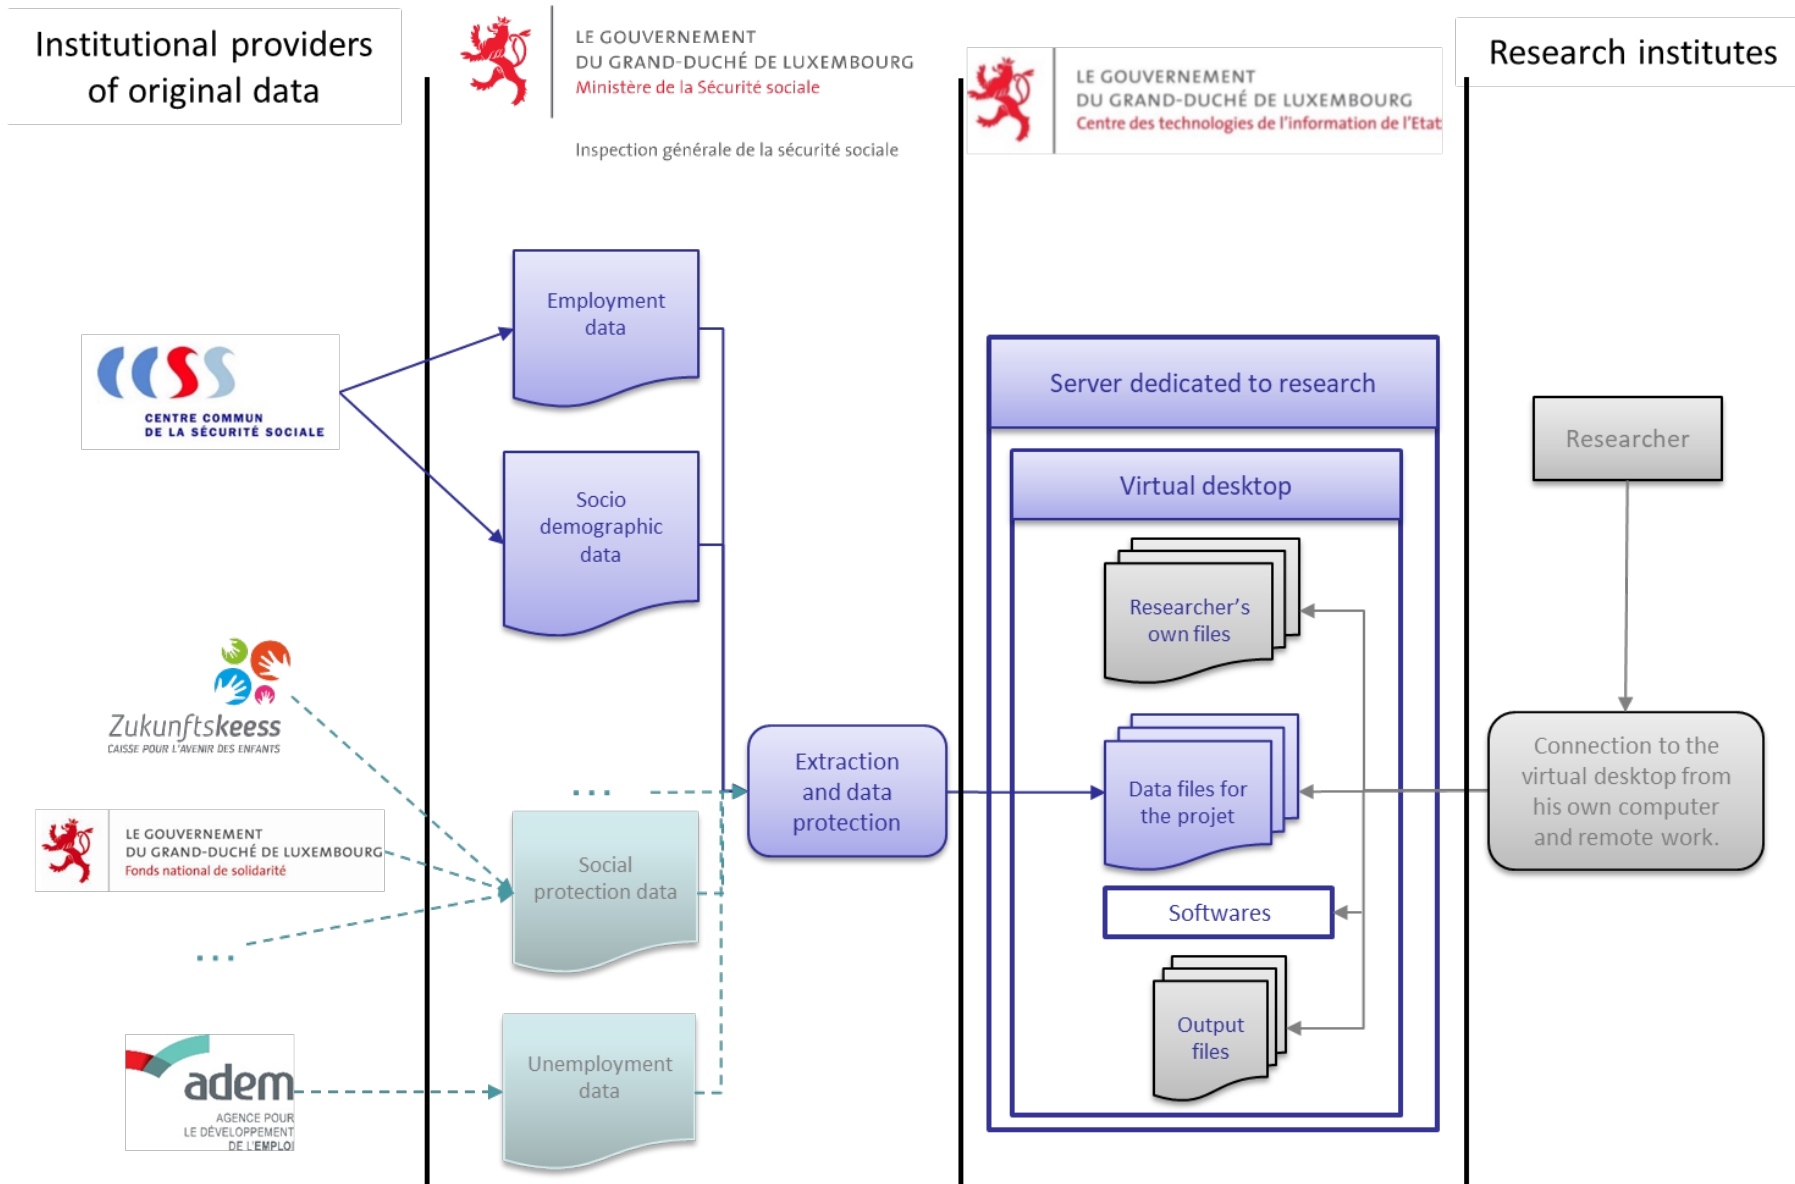 Institutional providers
of original data
LE GOUVERNEMENT
DU GRAND-DUCHÉ DE LUXEMBOURG
Ministère de la Sécurité sociale
Inspection générale de la sécurité sociale
LE GOUVERNEMENT
DU GRAND-DUCHÉ DE LUXEMBOURG
Centre des technologies de l'information de l'Etat
Research institutes
CCSS
CENTRE COMMUN
DE LA SÉCURITÉ SOCIALE
Zukunftskeess
CAISSE POUR L'AVENIR DES ENFANTS
LE GOUVERNEMENT
DU GRAND-DUCHÉ DE LUXEMBOURG
Fonds national de solidarité
...
adem
AGENCE POUR
LE DÉVELOPPEMENT
DE L'EMPLOI
Employment
data
Socio
demographic
data
...
Social
protection data
Unemployment
data
Extraction
and data
protection
Server dedicated to research
Virtual desktop
Researcher's
own files
Data files for
the projet
Softwares
Output
files
Researcher
Connection to the
virtual desktop from
his own computer
and remote work.